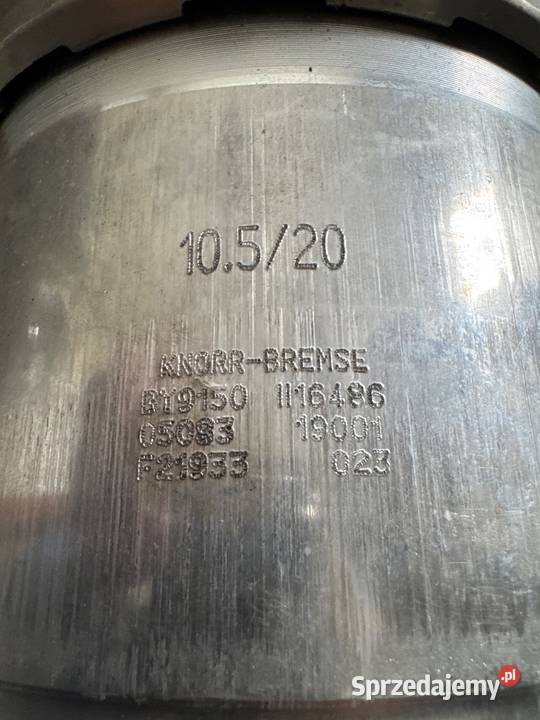 10.5/20
KNORR-BREMSE
BY9150 II16486
05083 19001
F21933 023
Sprzedajemy.pl